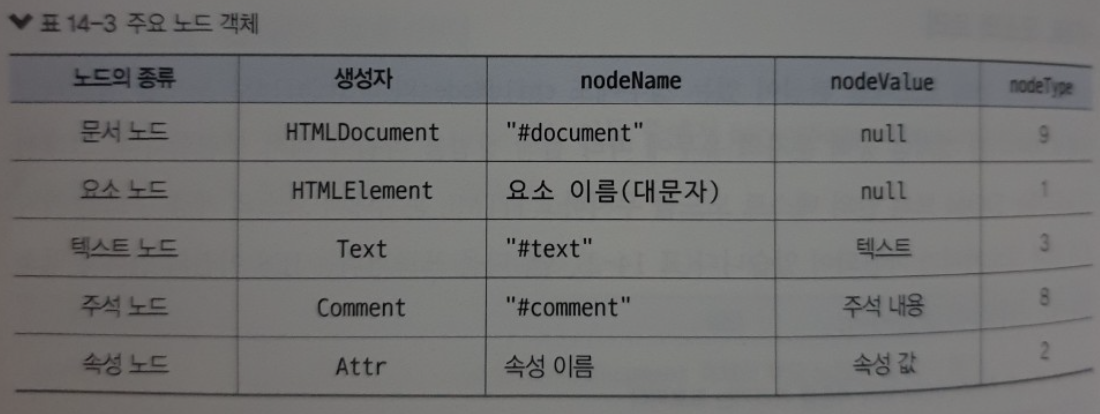 표 14-3 주요 노드 객체
노드의 종류 생성자 nodeName nodeValue nodeType
문서 노드 HTMLDocument "#document" null 9
요소 노드 HTMLElement 요소 이름(대문자) null 1
텍스트 노드 Text "#text" 텍스트 3
주석 노드 Comment "#comment" 주석 내용 8
속성 노드 Attr 속성 이름 속성 값 2